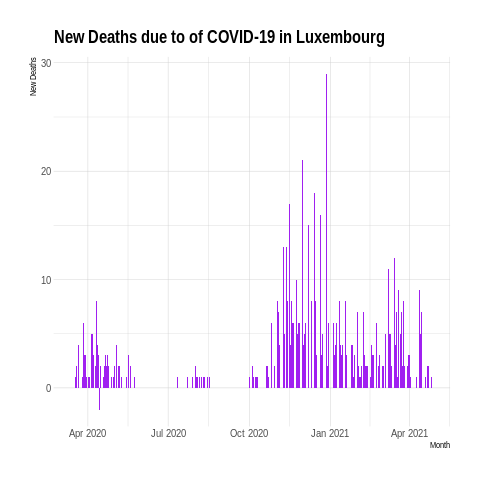 New Deaths due to of COVID-19 in Luxembourg
New Deaths
30
20
10
0
Apr 2020 Jul 2020 Oct 2020 Jan 2021 Apr 2021
Month